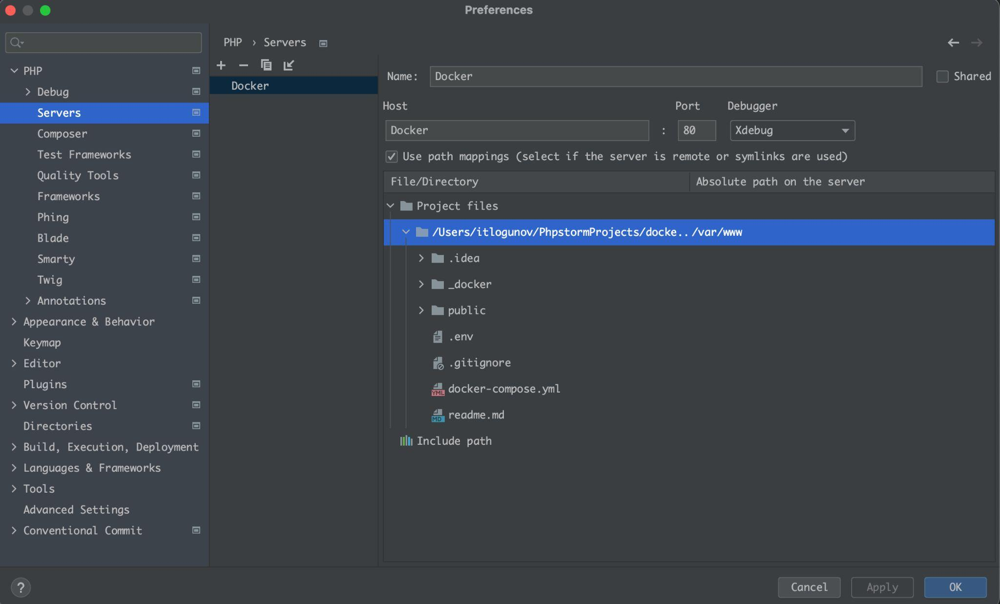 Preferences
PHP
Debug
Servers
Composer
Test Frameworks
Quality Tools
Frameworks
Phing
Blade
Smarty
Twig
Annotations
Appearance & Behavior
Keymap
Editor
Plugins
Version Control
Directories
Build, Execution, Deployment
Languages & Frameworks
Tools
Advanced Settings
Conventional Commit
PHP › Servers
Docker
Name: Docker Shared
Host Port Debugger
Docker : 80 Xdebug
Use path mappings (select if the server is remote or symlinks are used)
File/Directory Absolute path on the server
Project files
/Users/itlogunov/PhpstormProjects/docke.. /var/www
.idea
_docker
public
.env
.gitignore
YML docker-compose.yml
MD readme.md
Include path
? Cancel Apply OK